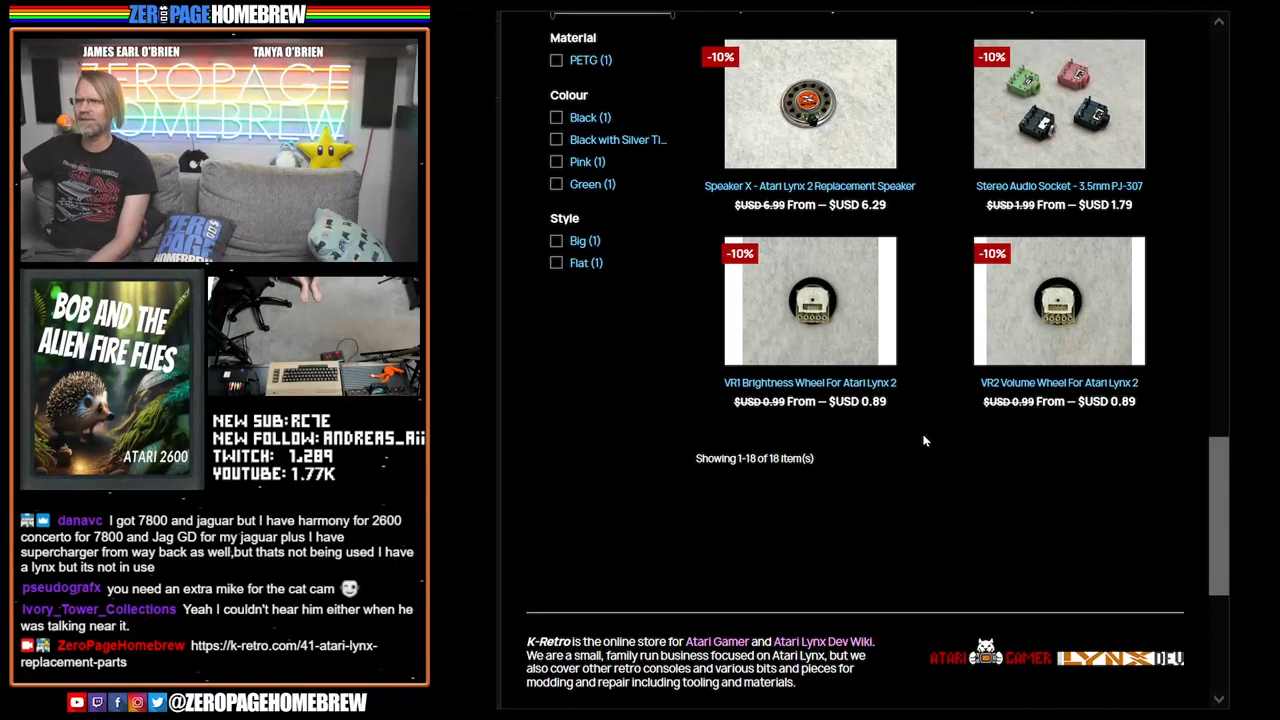 ZEROPAGEHOMEBREW
JAMES EARL O'BRIEN
TANYA O'BRIEN
ZEROPAGE
HOMEBREW
ZERO
PAGE
HOMEBREW
BOB AND THE
ALIEN FIRE FLIES
ATARI 2600
NEW SUB:RC7E
NEW FOLLOW:ANDREAS_Aii
TWITCH: 1,289
YOUTUBE: 1.77K
danavc I got 7800 and jaguar but I have harmony for 2600
concerto for 7800 and Jag GD for my jaguar plus I have
supercharger from way back as well,but thats not being used I have
a lynx but its not in use
pseudografx you need an extra mike for the cat cam
Ivory_Tower_Collections Yeah I couldn't hear him either when he
was talking near it.
ZeroPageHomebrew https://k-retro.com/41-atari-lynx-
replacement-parts
@ZEROPAGEHOMEBREW
Material
PETG (1)
Colour
Black (1)
Black with Silver Ti...
Pink (1)
Green (1)
Style
Big (1)
Flat (1)
-10%
Speaker X - Atari Lynx 2 Replacement Speaker
$USD 6.99 From — $USD 6.29
-10%
Stereo Audio Socket - 3.5mm PJ-307
$USD 1.99 From — $USD 1.79
-10%
VR1 Brightness Wheel For Atari Lynx 2
$USD 0.99 From — $USD 0.89
-10%
VR2 Volume Wheel For Atari Lynx 2
$USD 0.99 From — $USD 0.89
Showing 1-18 of 18 item(s)
K-Retro is the online store for Atari Gamer and Atari Lynx Dev Wiki.
We are a small, family run business focused on Atari Lynx, but we
also cover other retro consoles and various bits and pieces for
modding and repair including tooling and materials.
ATARI GAMER
LYNXDEV